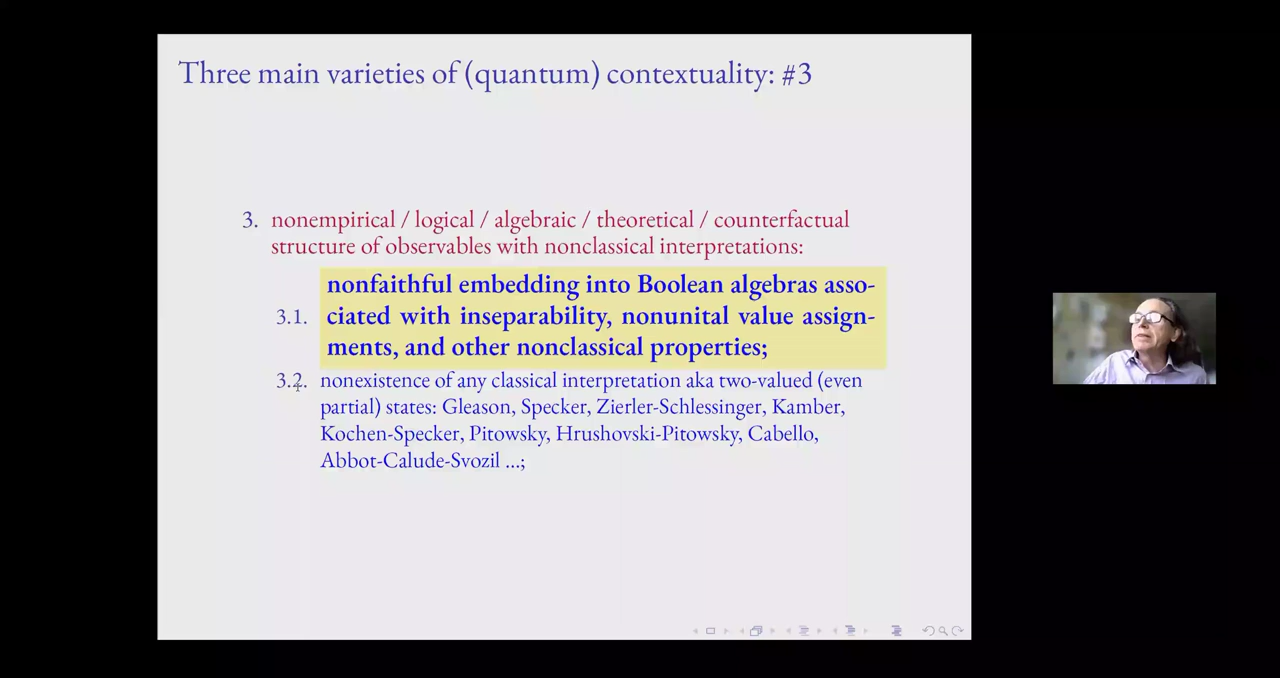 Three main varieties of (quantum) contextuality: #3
3. nonempirical / logical / algebraic / theoretical / counterfactual
structure of observables with nonclassical interpretations:
nonfaithful embedding into Boolean algebras asso-
3.1. ciated with inseparability, nonunital value assign-
ments, and other nonclassical properties;
3.2. nonexistence of any classical interpretation aka two-valued (even
partial) states: Gleason, Specker, Zierler-Schlessinger, Kamber,
Kochen-Specker, Pitowsky, Hrushovski-Pitowsky, Cabello,
Abbot-Calude-Svozil ...;